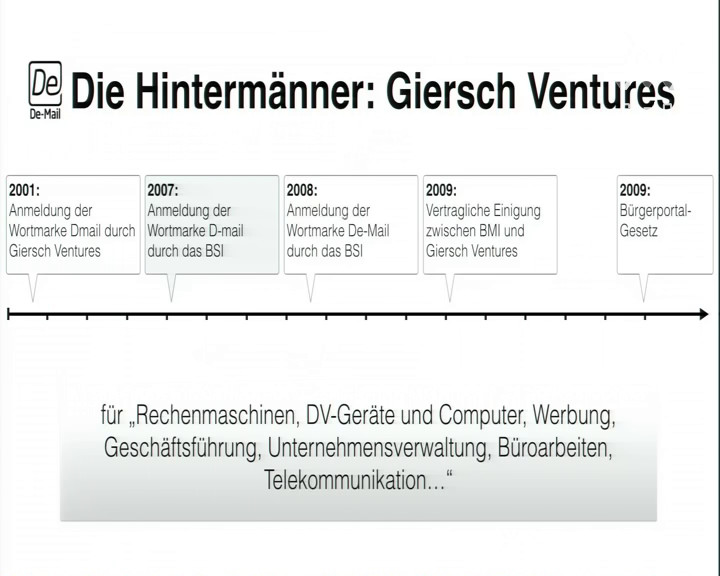 De
De-Mail
Die Hintermänner: Giersch Ventures
2001:
Anmeldung der
Wortmarke Dmail durch
Giersch Ventures
2007:
Anmeldung der
Wortmarke D-mail
durch das BSI
2008:
Anmeldung der
Wortmarke De-Mail
durch das BSI
2009:
Vertragliche Einigung
zwischen BMI und
Giersch Ventures
2009:
Bürgerportal-
Gesetz
für „Rechenmaschinen, DV-Geräte und Computer, Werbung,
Geschäftsführung, Unternehmensverwaltung, Büroarbeiten,
Telekommunikation...“